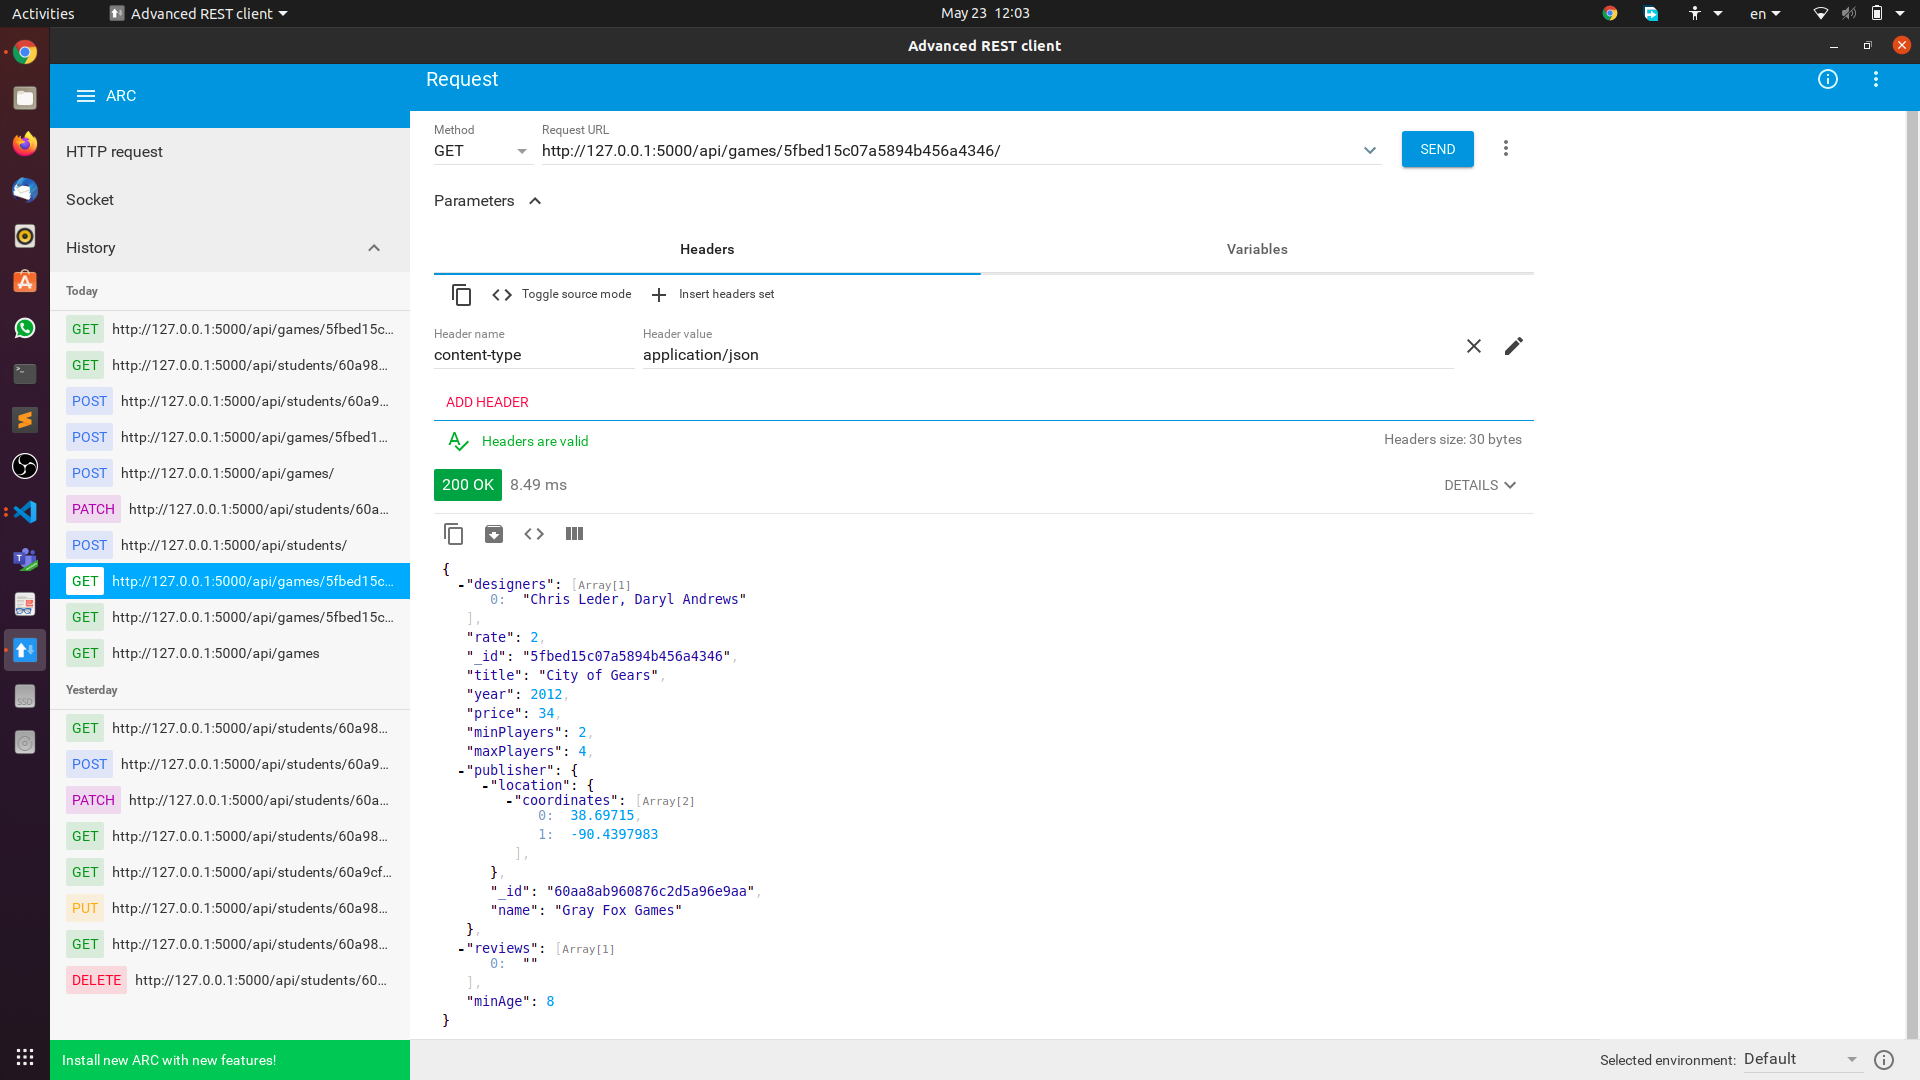 Activities
Advanced REST client
May 23  12:03
en
Advanced REST client
ARC
Request
HTTP request
Socket
History
Today
GET http://127.0.0.1:5000/api/games/5fbed15c...
GET http://127.0.0.1:5000/api/students/60a98...
POST http://127.0.0.1:5000/api/students/60a9...
POST http://127.0.0.1:5000/api/games/5fbed1...
POST http://127.0.0.1:5000/api/games/
PATCH http://127.0.0.1:5000/api/students/60a...
POST http://127.0.0.1:5000/api/students/
GET http://127.0.0.1:5000/api/games/5fbed15c...
GET http://127.0.0.1:5000/api/games/5fbed15c...
GET http://127.0.0.1:5000/api/games
Yesterday
GET http://127.0.0.1:5000/api/students/60a98...
POST http://127.0.0.1:5000/api/students/60a9...
PATCH http://127.0.0.1:5000/api/students/60a...
GET http://127.0.0.1:5000/api/students/60a98...
GET http://127.0.0.1:5000/api/students/60a9cf...
PUT http://127.0.0.1:5000/api/students/60a98...
GET http://127.0.0.1:5000/api/students/60a98...
DELETE http://127.0.0.1:5000/api/students/60...
Install new ARC with new features!
Method
GET
Request URL
http://127.0.0.1:5000/api/games/5fbed15c07a5894b456a4346/
SEND
Parameters
Headers
Variables
Toggle source mode
Insert headers set
Header name
content-type
Header value
application/json
ADD HEADER
Headers are valid
Headers size: 30 bytes
200 OK 8.49 ms
DETAILS
{
-"designers": [Array[1]
0: "Chris Leder, Daryl Andrews"
],
"rate": 2,
"_id": "5fbed15c07a5894b456a4346",
"title": "City of Gears",
"year": 2012,
"price": 34,
"minPlayers": 2,
"maxPlayers": 4,
-"publisher": {
-"location": {
-"coordinates": [Array[2]
0: 38.69715,
1: -90.4397983
],
},
"_id": "60aa8ab960876c2d5a96e9aa",
"name": "Gray Fox Games"
},
-"reviews": [Array[1]
0: ""
],
"minAge": 8
}
Selected environment: Default
SSD